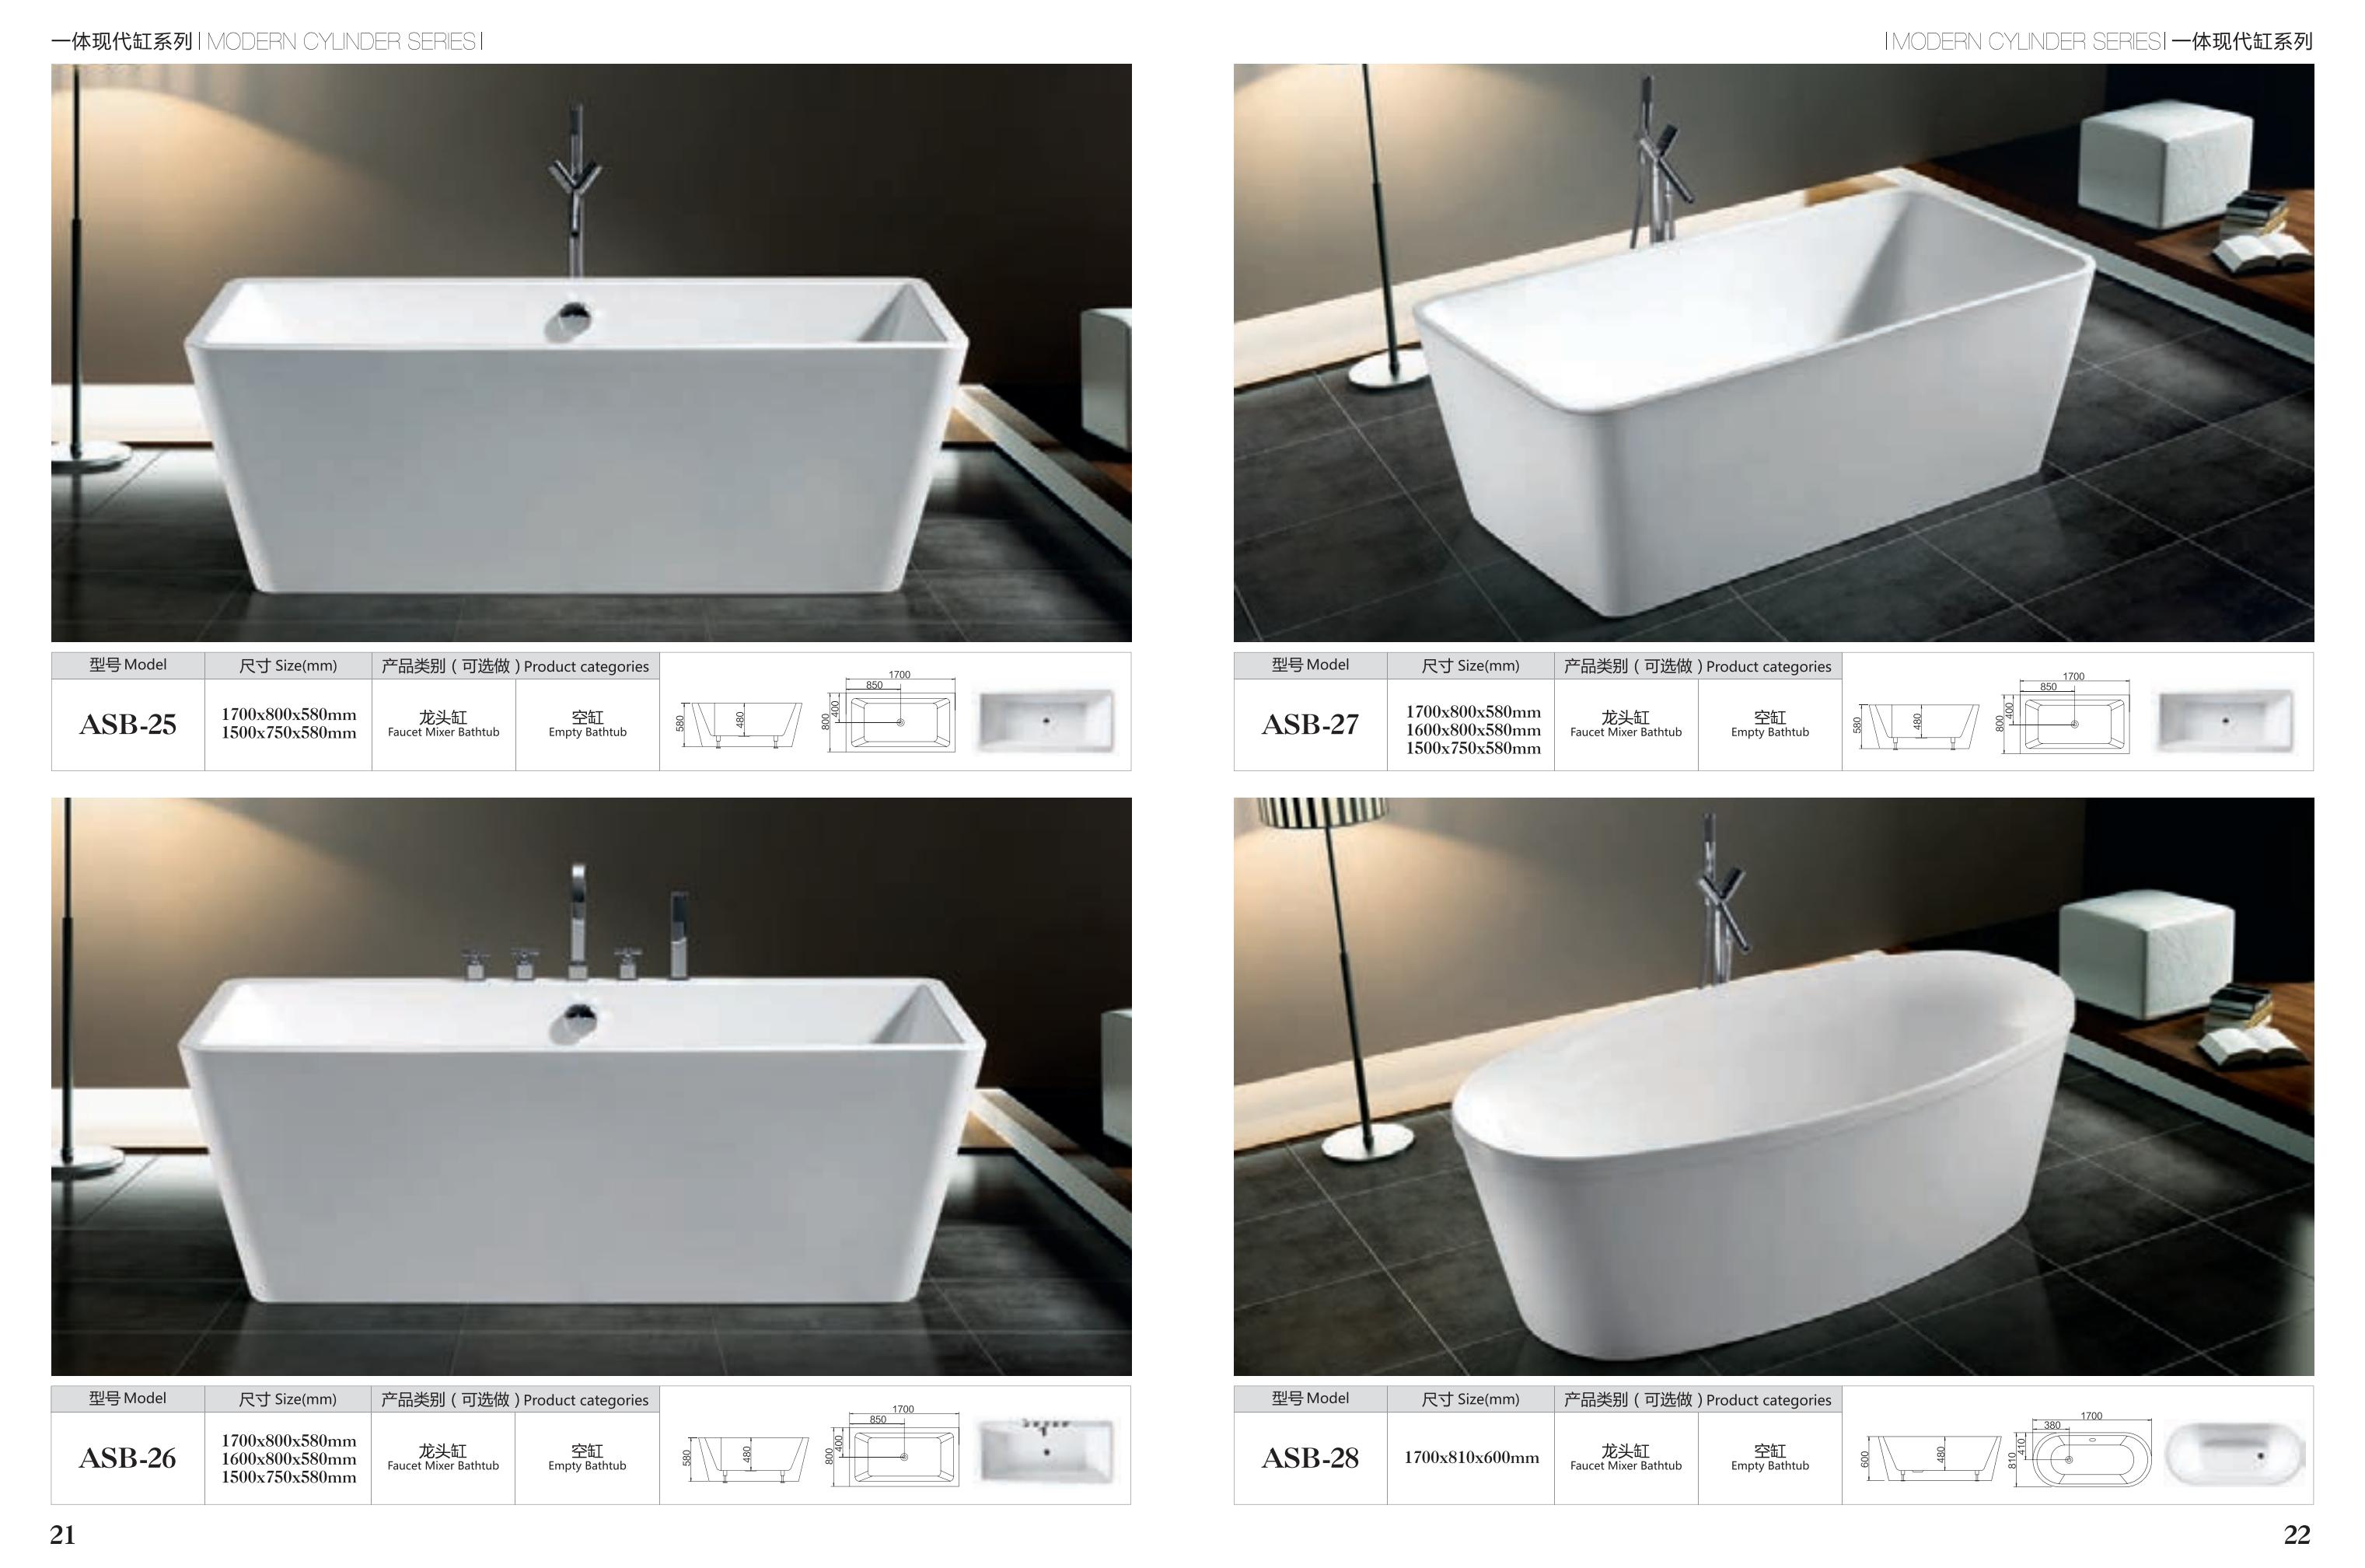 一体现代缸系列 | MODERN CYLINDER SERIES |
型号 Model 尺寸 Size(mm) 产品类别 ( 可选做 ) Product categories
ASB-25
1700x800x580mm
1500x750x580mm
龙头缸
Faucet Mixer Bathtub
空缸
Empty Bathtub
580
480
1700
850
800
400
型号 Model 尺寸 Size(mm) 产品类别 ( 可选做 ) Product categories
ASB-26
1700x800x580mm
1600x800x580mm
1500x750x580mm
龙头缸
Faucet Mixer Bathtub
空缸
Empty Bathtub
580
480
1700
850
800
400
21
| MODERN CYLINDER SERIES | 一体现代缸系列
型号 Model 尺寸 Size(mm) 产品类别 ( 可选做 ) Product categories
ASB-27
1700x800x580mm
1600x800x580mm
1500x750x580mm
龙头缸
Faucet Mixer Bathtub
空缸
Empty Bathtub
580
480
1700
850
800
400
型号 Model 尺寸 Size(mm) 产品类别 ( 可选做 ) Product categories
ASB-28
1700x810x600mm
龙头缸
Faucet Mixer Bathtub
空缸
Empty Bathtub
600
480
1700
380
810
410
22